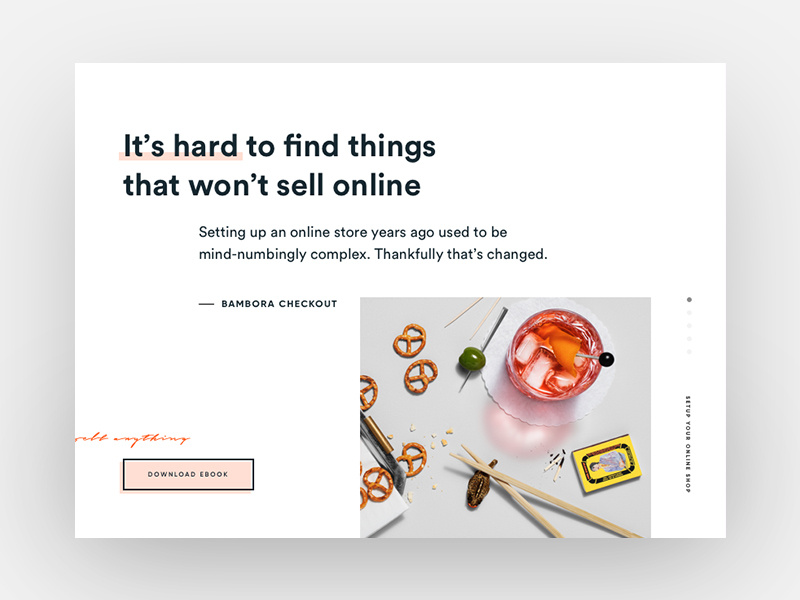 It’s hard to find things
that won’t sell online
Setting up an online store years ago used to be
mind-numbingly complex. Thankfully that’s changed.
BAMBORA CHECKOUT
anything
DOWNLOAD EBOOK
SETUP YOUR ONLINE SHOP